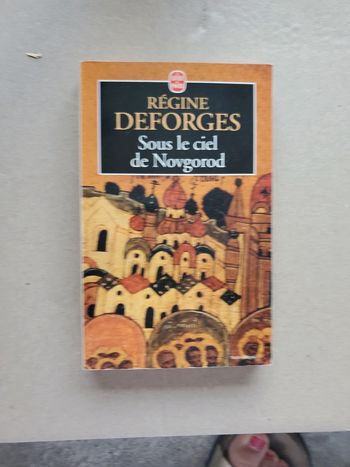 RÉGINE
DEFORGES
Sous le ciel
de Novgorod